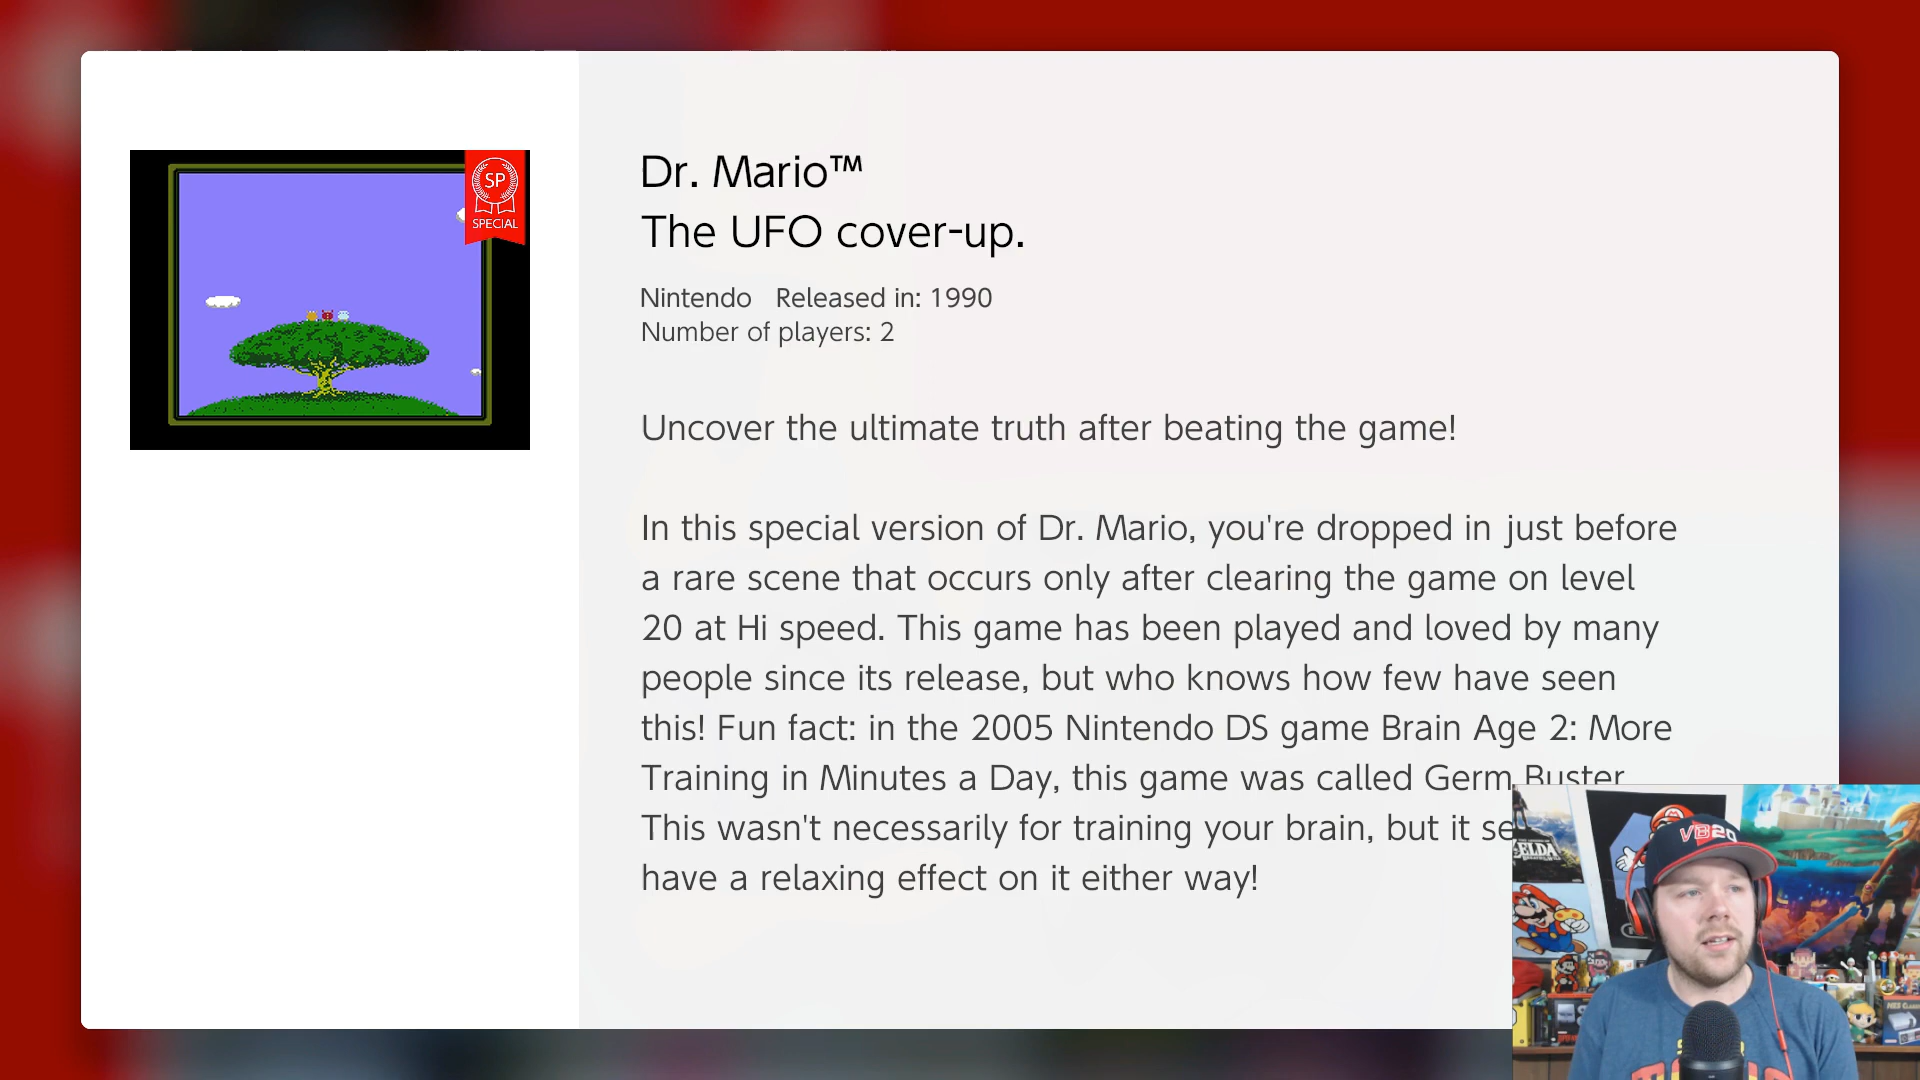 SP
SPECIAL
Dr. Mario™
The UFO cover-up.
Nintendo Released in: 1990
Number of players: 2
Uncover the ultimate truth after beating the game!
In this special version of Dr. Mario, you're dropped in just before
a rare scene that occurs only after clearing the game on level
20 at Hi speed. This game has been played and loved by many
people since its release, but who knows how few have seen
this! Fun fact: in the 2005 Nintendo DS game Brain Age 2: More
Training in Minutes a Day, this game was called Germ Buster
This wasn't necessarily for training your brain, but it se
have a relaxing effect on it either way!
ZELDA